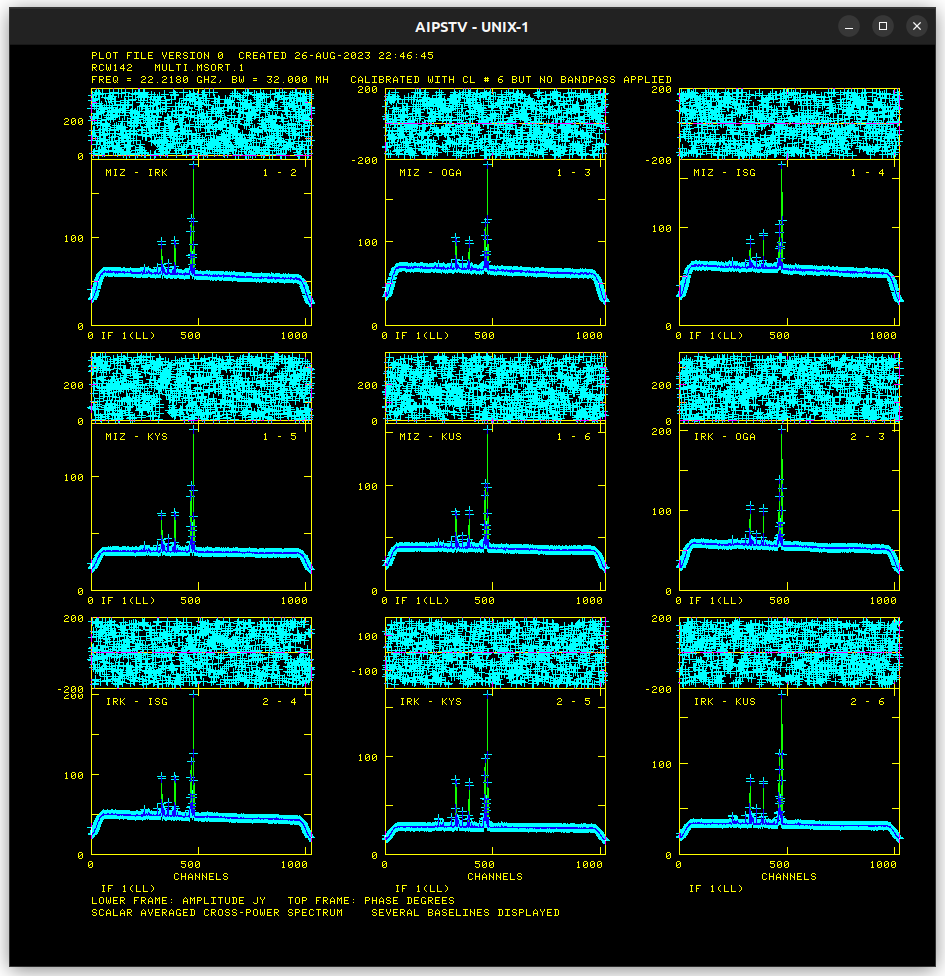 AIPSTV - UNIX-1
PLOT FILE VERSION 0  CREATED 26-AUG-2023 22:46:45
RCW142   MULTI.MSORT.1
FREQ = 22.2180 GHZ, BW = 32.000 MH   CALIBRATED WITH CL # 6 BUT NO BANDPASS APPLIED
200 200
200
0 -200 -200
MIZ - IRK 1 - 2 MIZ - OGA 1 - 3 MIZ - ISG 1 - 4
100 100 100
0 0 0
0 IF 1(LL) 500 1000 0 IF 1(LL) 500 1000 0 IF 1(LL) 500 1000
200 200 200
0 0 0
200
MIZ - KYS 1 - 5 MIZ - KUS 1 - 6 IRK - OGA 2 - 3
100 100 100
0 0 0
0 IF 1(LL) 500 1000 0 IF 1(LL) 500 1000 0 IF 1(LL) 500 1000
200 100 200
-200 -100 -200
200
IRK - ISG 2 - 4 IRK - KYS 2 - 5 IRK - KUS 2 - 6
100 100 100
0 0 0
0 500 1000 0 500 1000 0 500 1000
CHANNELS CHANNELS CHANNELS
IF 1(LL) IF 1(LL) IF 1(LL)
LOWER FRAME: AMPLITUDE JY   TOP FRAME: PHASE DEGREES
SCALAR AVERAGED CROSS-POWER SPECTRUM    SEVERAL BASELINES DISPLAYED